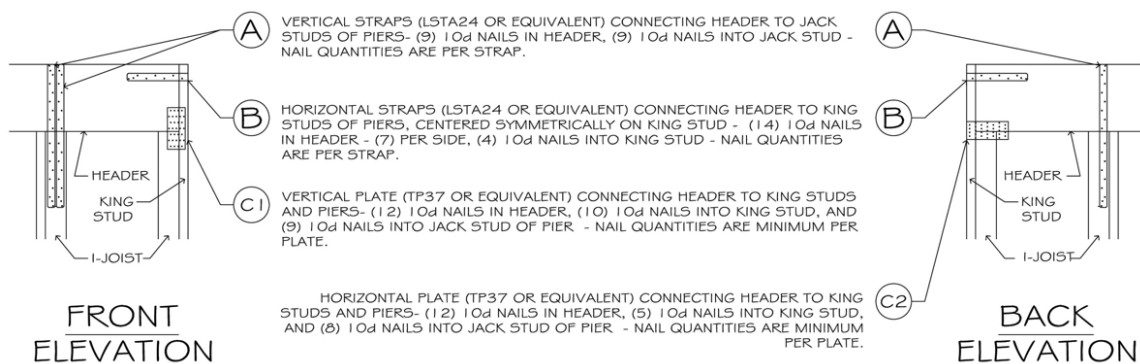 A
VERTICAL STRAPS (LSTA24 OR EQUIVALENT) CONNECTING HEADER TO JACK
STUDS OF PIERS- (9) 10d NAILS IN HEADER, (9) 10d NAILS INTO JACK STUD -
NAIL QUANTITIES ARE PER STRAP.
A
B
HORIZONTAL STRAPS (LSTA24 OR EQUIVALENT) CONNECTING HEADER TO KING
STUDS OF PIERS, CENTERED SYMMETRICALLY ON KING STUD - (14) 10d NAILS
IN HEADER - (7) PER SIDE, (4) 10d NAILS INTO KING STUD - NAIL QUANTITIES
ARE PER STRAP.
B
HEADER
KING
STUD
I-JOIST
C1
VERTICAL PLATE (TP37 OR EQUIVALENT) CONNECTING HEADER TO KING STUDS
AND PIERS- (12) 10d NAILS IN HEADER, (10) 10d NAILS INTO KING STUD, AND
(9) 10d NAILS INTO JACK STUD OF PIER - NAIL QUANTITIES ARE MINIMUM PER
PLATE.
HEADER
KING
STUD
I-JOIST
HORIZONTAL PLATE (TP37 OR EQUIVALENT) CONNECTING HEADER TO KING
STUDS AND PIERS- (12) 10d NAILS IN HEADER, (5) 10d NAILS INTO KING STUD,
AND (8) 10d NAILS INTO JACK STUD OF PIER - NAIL QUANTITIES ARE MINIMUM
PER PLATE.
C2
FRONT
ELEVATION
BACK
ELEVATION